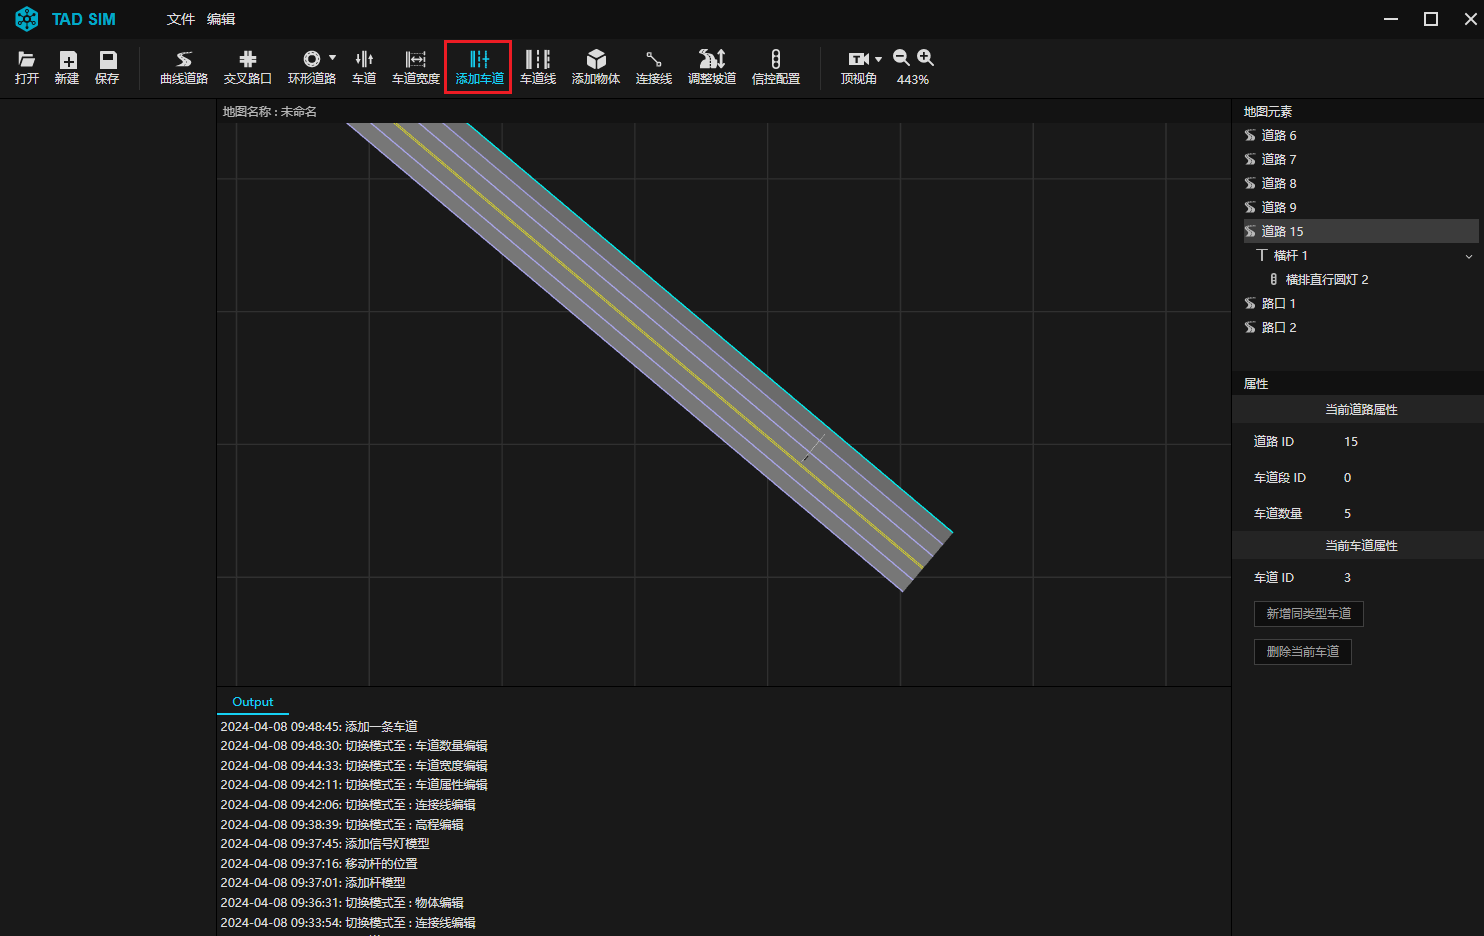 TAD SIM 文件 编辑
打开 新建 保存 曲线道路 交叉路口 环形道路 车道 车道宽度 添加车道 车道线 添加物体 连接线 调整坡道 信控配置 顶视角 443%
地图名称 : 未命名
地图元素
道路 6
道路 7
道路 8
道路 9
道路 15
横杆 1
横排直行圆灯 2
路口 1
路口 2
属性
当前道路属性
道路 ID 15
车道段 ID 0
车道数量 5
当前车道属性
车道 ID 3
新增同类型车道
删除当前车道
Output
2024-04-08 09:48:45: 添加一条车道
2024-04-08 09:48:30: 切换模式至 : 车道数量编辑
2024-04-08 09:44:33: 切换模式至 : 车道宽度编辑
2024-04-08 09:42:11: 切换模式至 : 车道属性编辑
2024-04-08 09:42:06: 切换模式至 : 连接线编辑
2024-04-08 09:38:39: 切换模式至 : 高程编辑
2024-04-08 09:37:45: 添加信号灯模型
2024-04-08 09:37:16: 移动杆的位置
2024-04-08 09:37:01: 添加杆模型
2024-04-08 09:36:31: 切换模式至 : 物体编辑
2024-04-08 09:33:54: 切换模式至 : 连接线编辑